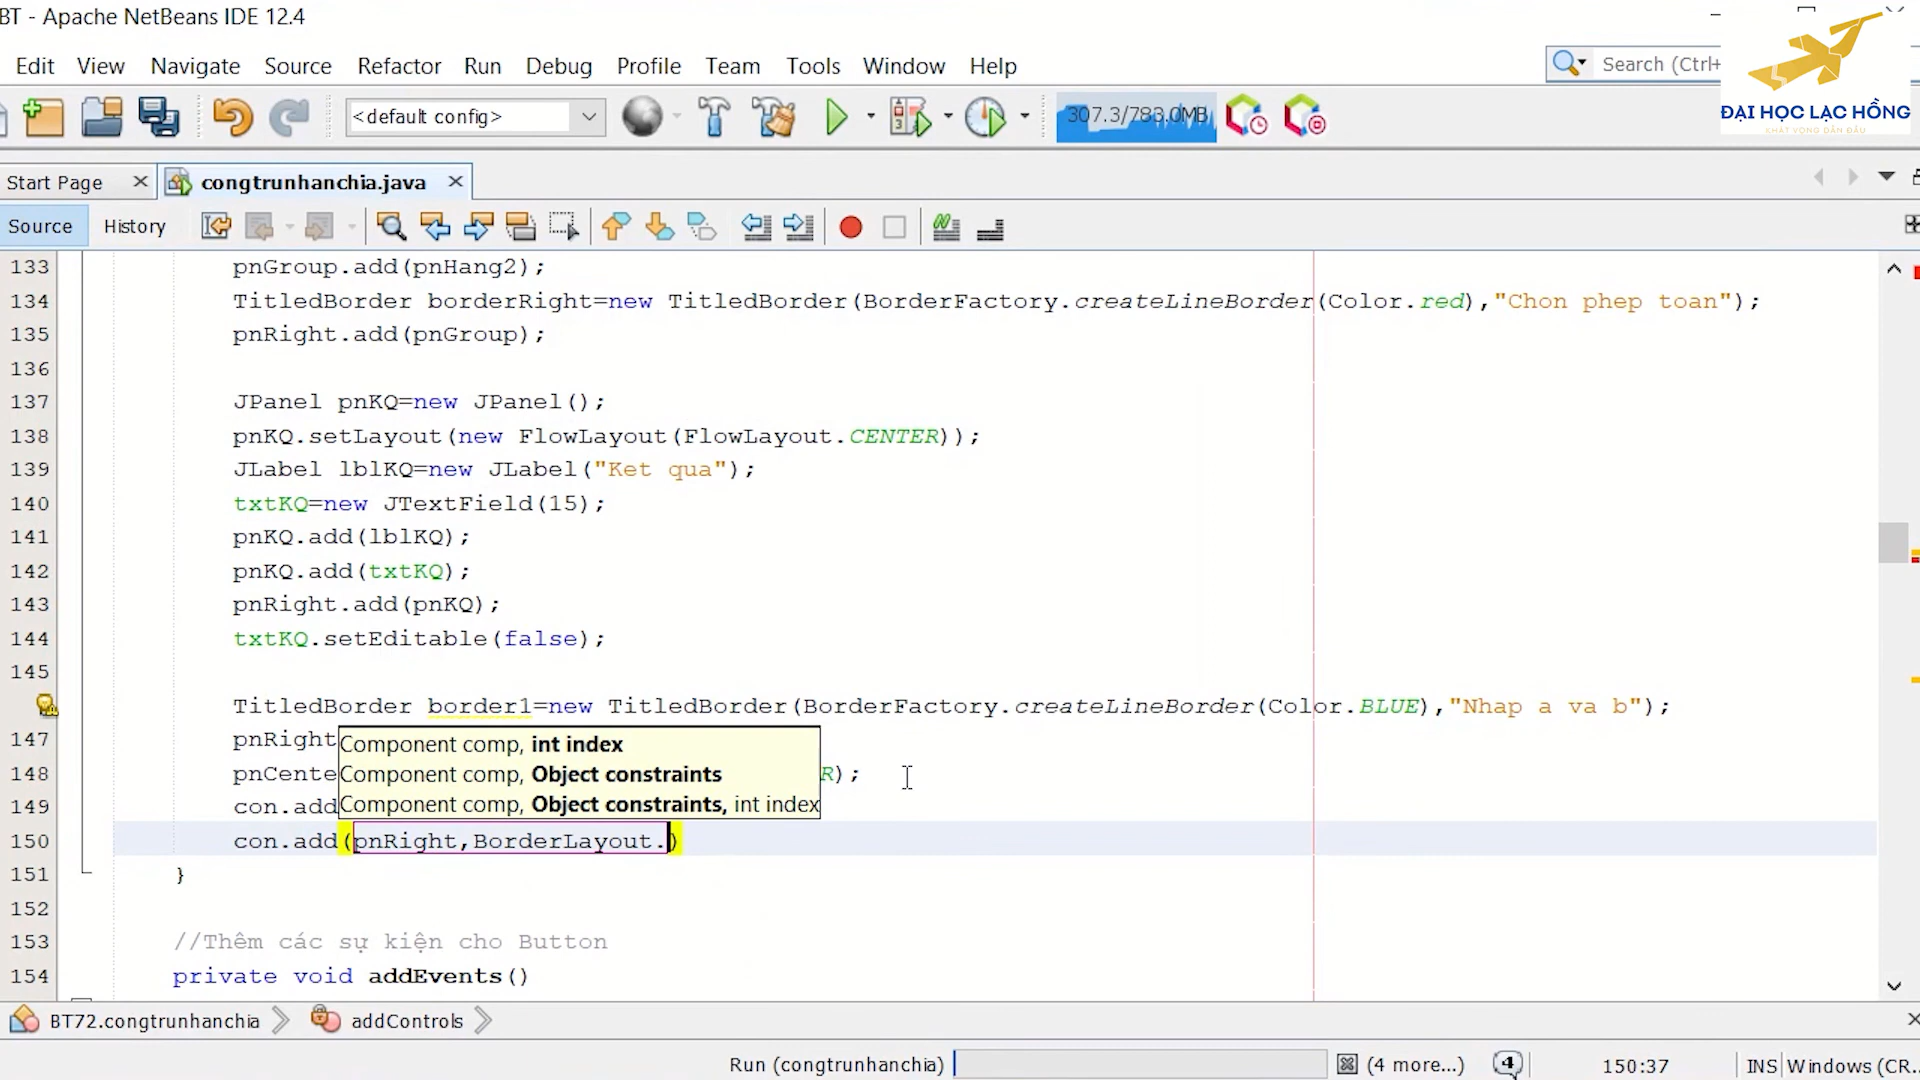 BT - Apache NetBeans IDE 12.4
Edit View Navigate Source Refactor Run Debug Profile Team Tools Window Help
Search (Ctrl+
ĐẠI HỌC LẠC HỒNG
KHÁT VỌNG DẪN ĐẦU
<default config>
307.3/783.0MB
Start Page
congtrunhanchia.java
Source History
133 pnGroup.add(pnHang2);
134 TitledBorder borderRight=new TitledBorder(BorderFactory.createLineBorder(Color.red),"Chon phep toan");
135 pnRight.add(pnGroup);
136
137 JPanel pnKQ=new JPanel();
138 pnKQ.setLayout(new FlowLayout(FlowLayout.CENTER));
139 JLabel lblKQ=new JLabel("Ket qua");
140 txtKQ=new JTextField(15);
141 pnKQ.add(lblKQ);
142 pnKQ.add(txtKQ);
143 pnRight.add(pnKQ);
144 txtKQ.setEditable(false);
145
TitledBorder border1=new TitledBorder(BorderFactory.createLineBorder(Color.BLUE),"Nhap a va b");
147 pnRight
Component comp, int index
148 pnCente R);
Component comp, Object constraints
149 con.add
Component comp, Object constraints, int index
150 con.add(pnRight,BorderLayout.)
151 }
152
153 //Thêm các sự kiện cho Button
154 private void addEvents()
BT72.congtrunhanchia addControls
Run (congtrunhanchia) (4 more...) 4 150:37 INS Windows (CR..